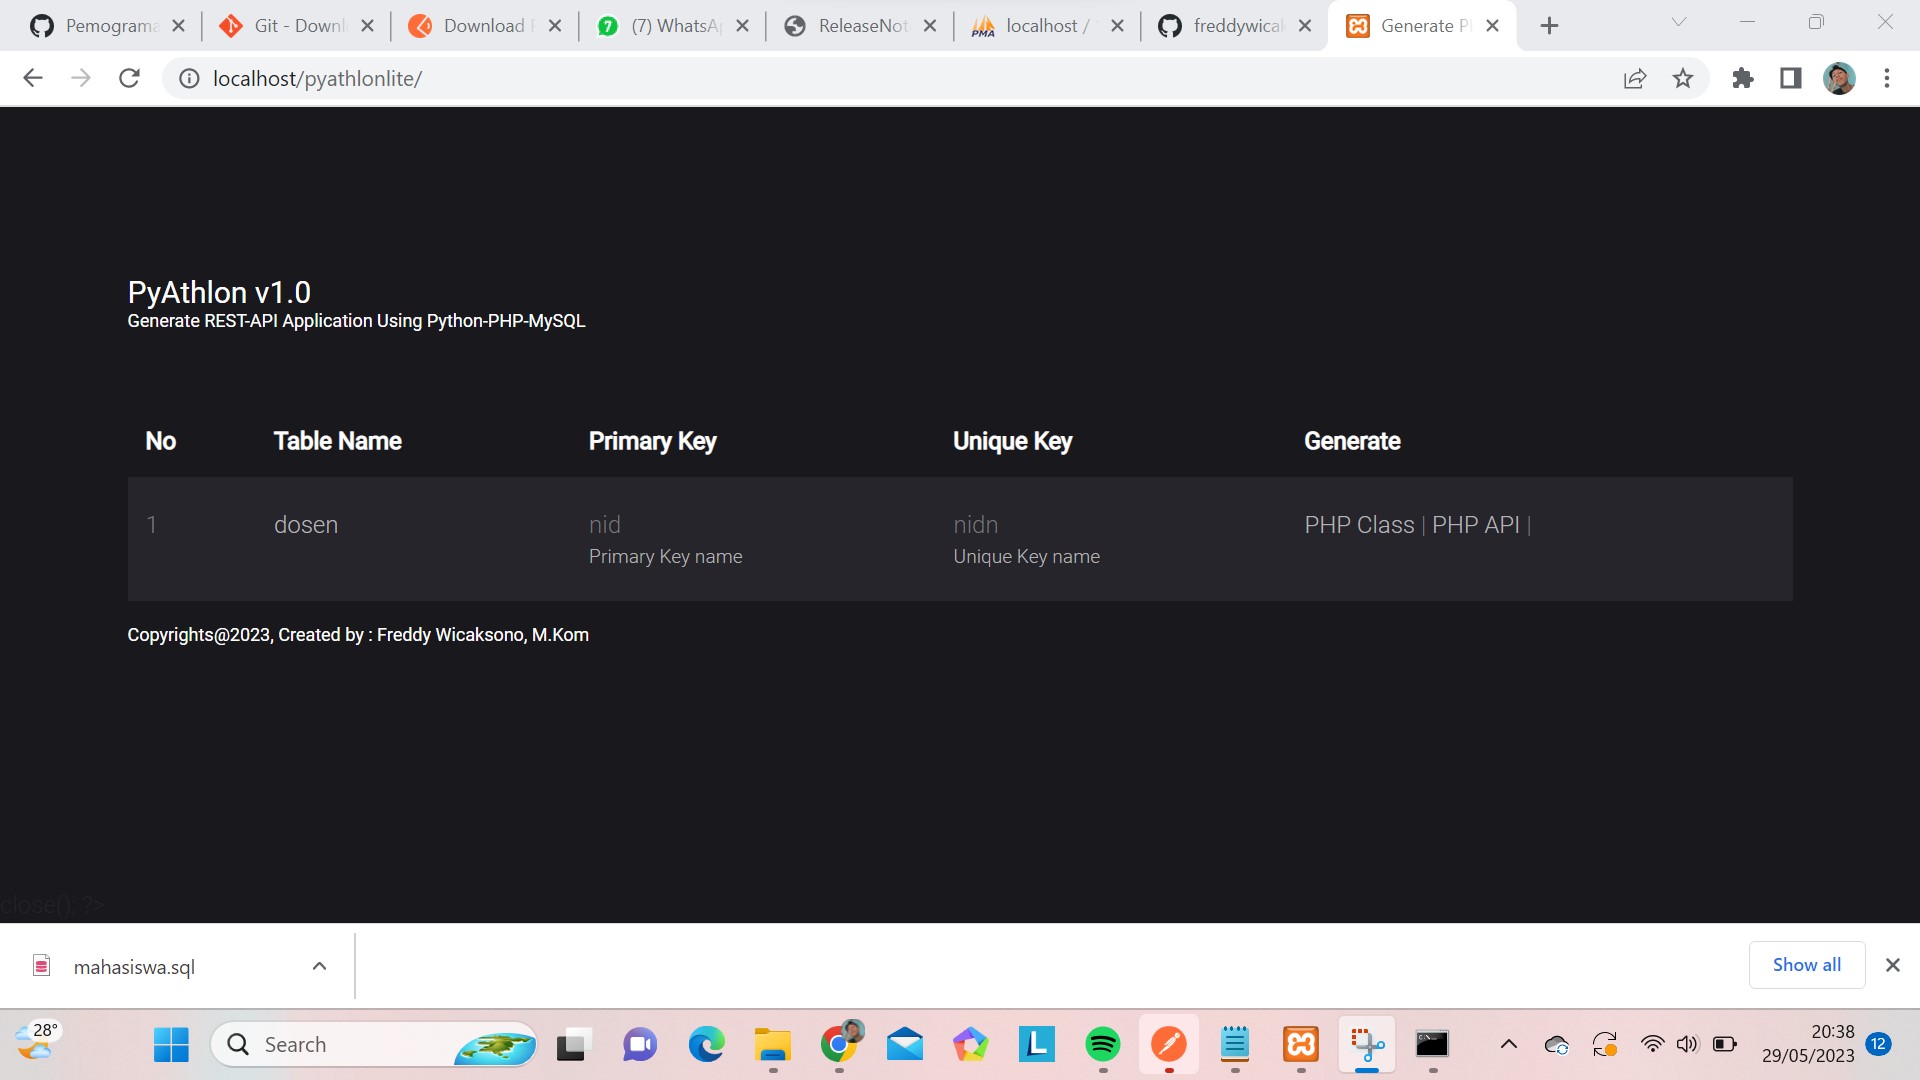 Pemograma
Git - Downl
Download
(7) WhatsA
ReleaseNot
PMA
localhost /
freddywical
Generate P
localhost/pyathlonlite/
PyAthlon v1.0
Generate REST-API Application Using Python-PHP-MySQL
No Table Name Primary Key Unique Key Generate
1 dosen nid nidn PHP Class | PHP API |
Primary Key name Unique Key name
Copyrights@2023, Created by : Freddy Wicaksono, M.Kom
close(); ?>
mahasiswa.sql
Show all
28°
Search
20:38
29/05/2023
12